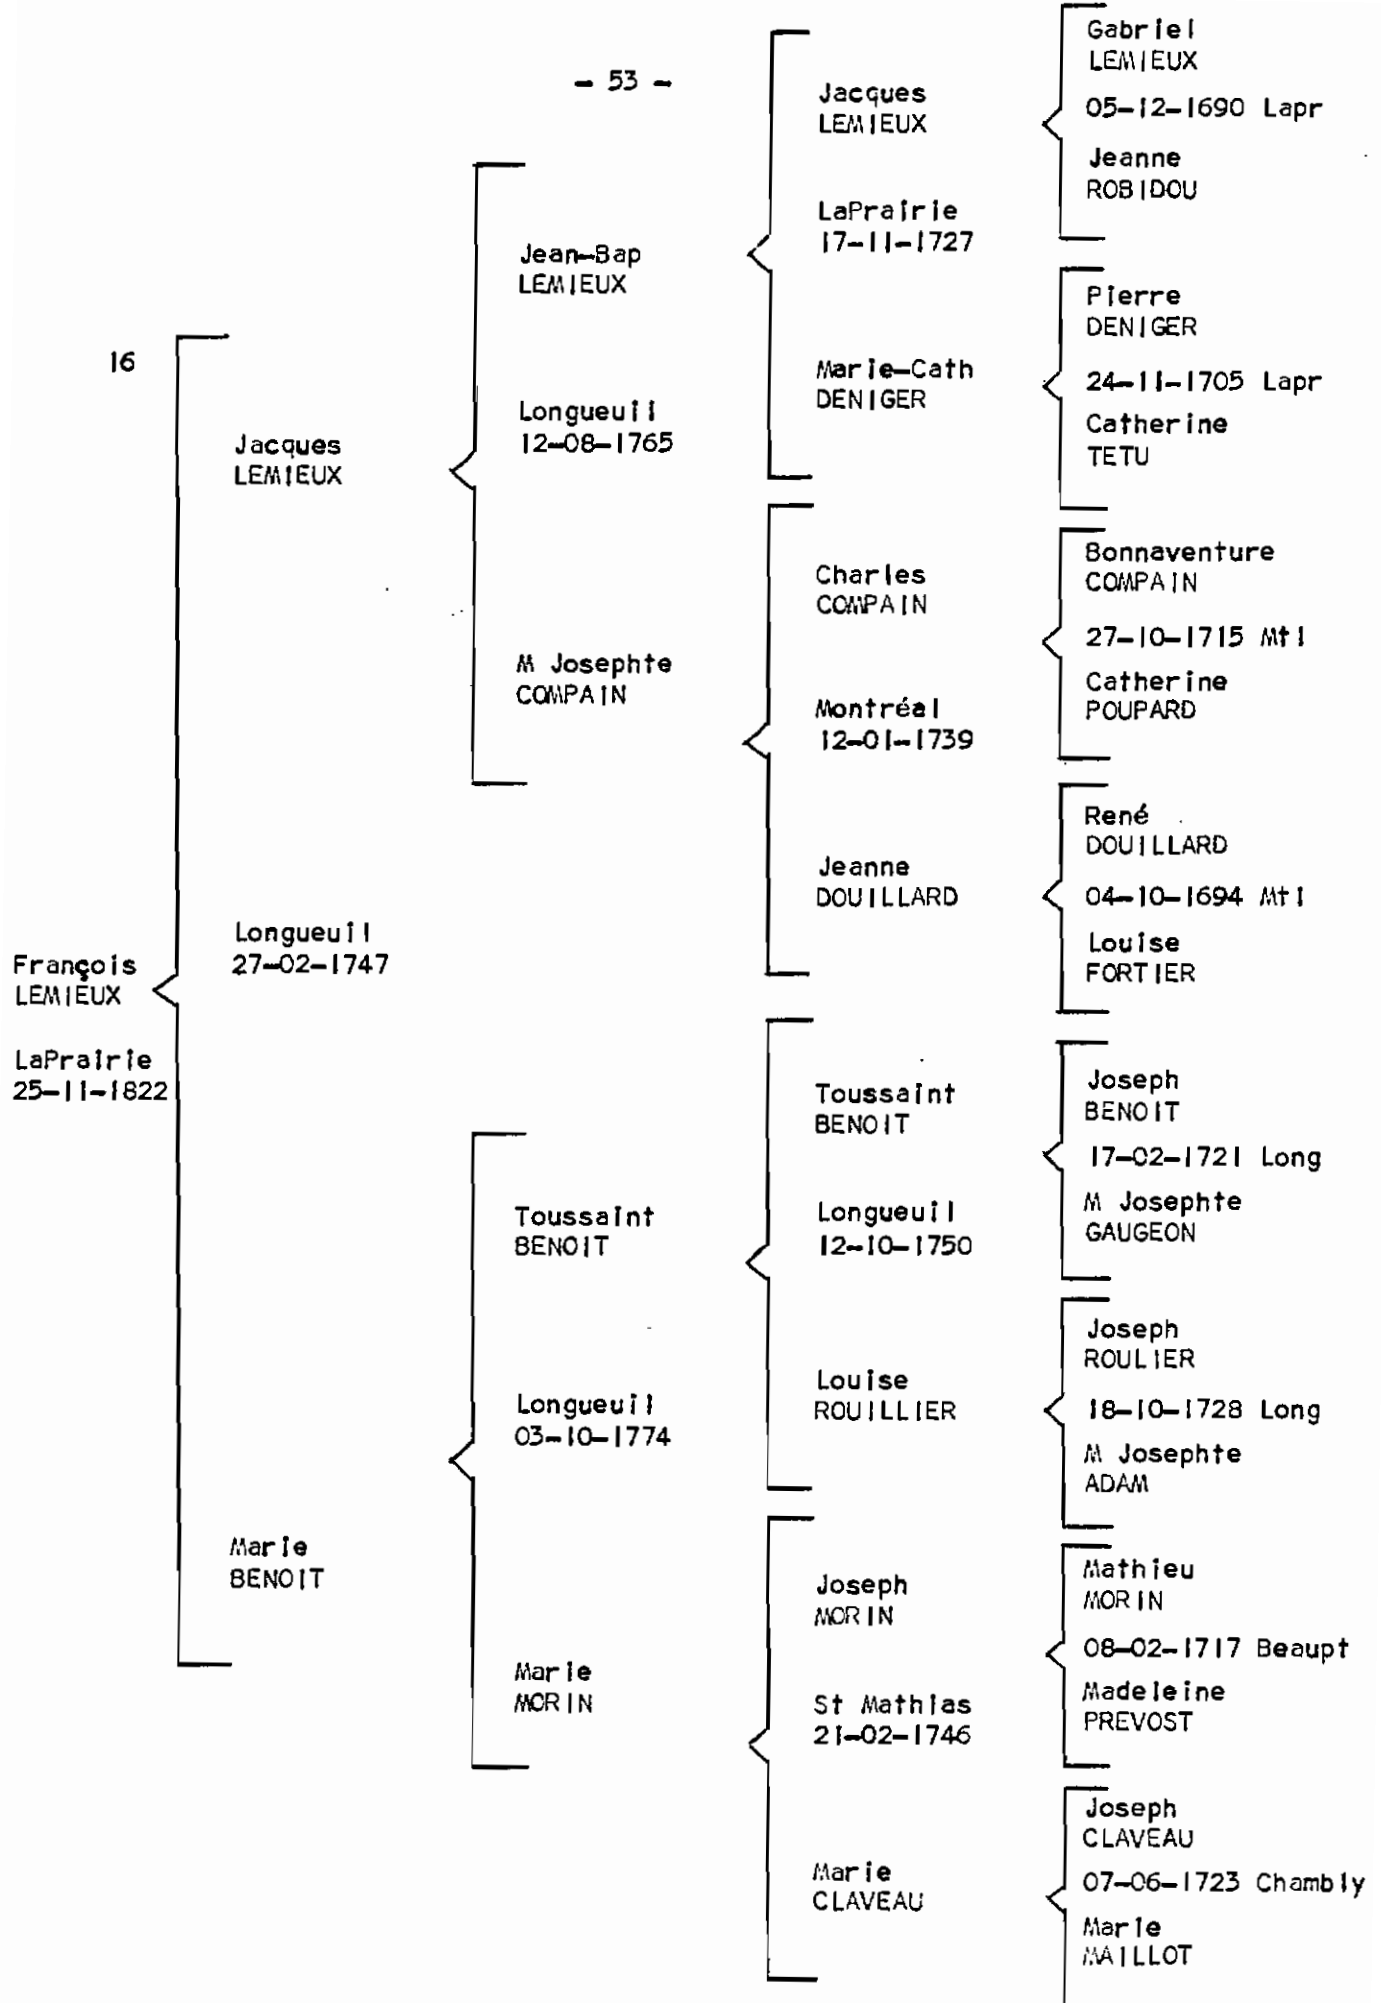 - 53 -
16
François
LEMIEUX
LaPrairie
25-11-1822
Jacques
LEMIEUX
Longueuil
27-02-1747
Marie
BENOIT
Jean-Bap
LEMIEUX
Longueuil
12-08-1765
M Josephte
COMPAIN
Toussaint
BENOIT
Longueuil
03-10-1774
Marie
MORIN
Jacques
LEMIEUX
LaPrairie
17-11-1727
Marie-Cath
DENIGER
Charles
COMPAIN
Montréal
12-01-1739
Jeanne
DOUILLARD
Toussaint
BENOIT
Longueuil
12-10-1750
Louise
ROUILLIER
Joseph
MORIN
St Mathias
21-02-1746
Marie
CLAVEAU
Gabriel
LEMIEUX
05-12-1690 Lapr
Jeanne
ROBIDOU
Pierre
DENIGER
24-11-1705 Lapr
Catherine
TETU
Bonnaventure
COMPAIN
27-10-1715 Mtl
Catherine
POUPARD
René
DOUILLARD
04-10-1694 Mtl
Louise
FORTIER
Joseph
BENOIT
17-02-1721 Long
M Josephte
GAUGEON
Joseph
ROULIER
18-10-1728 Long
M Josephte
ADAM
Mathieu
MORIN
08-02-1717 Beaupt
Madeleine
PREVOST
Joseph
CLAVEAU
07-06-1723 Chambly
Marie
MAILLOT